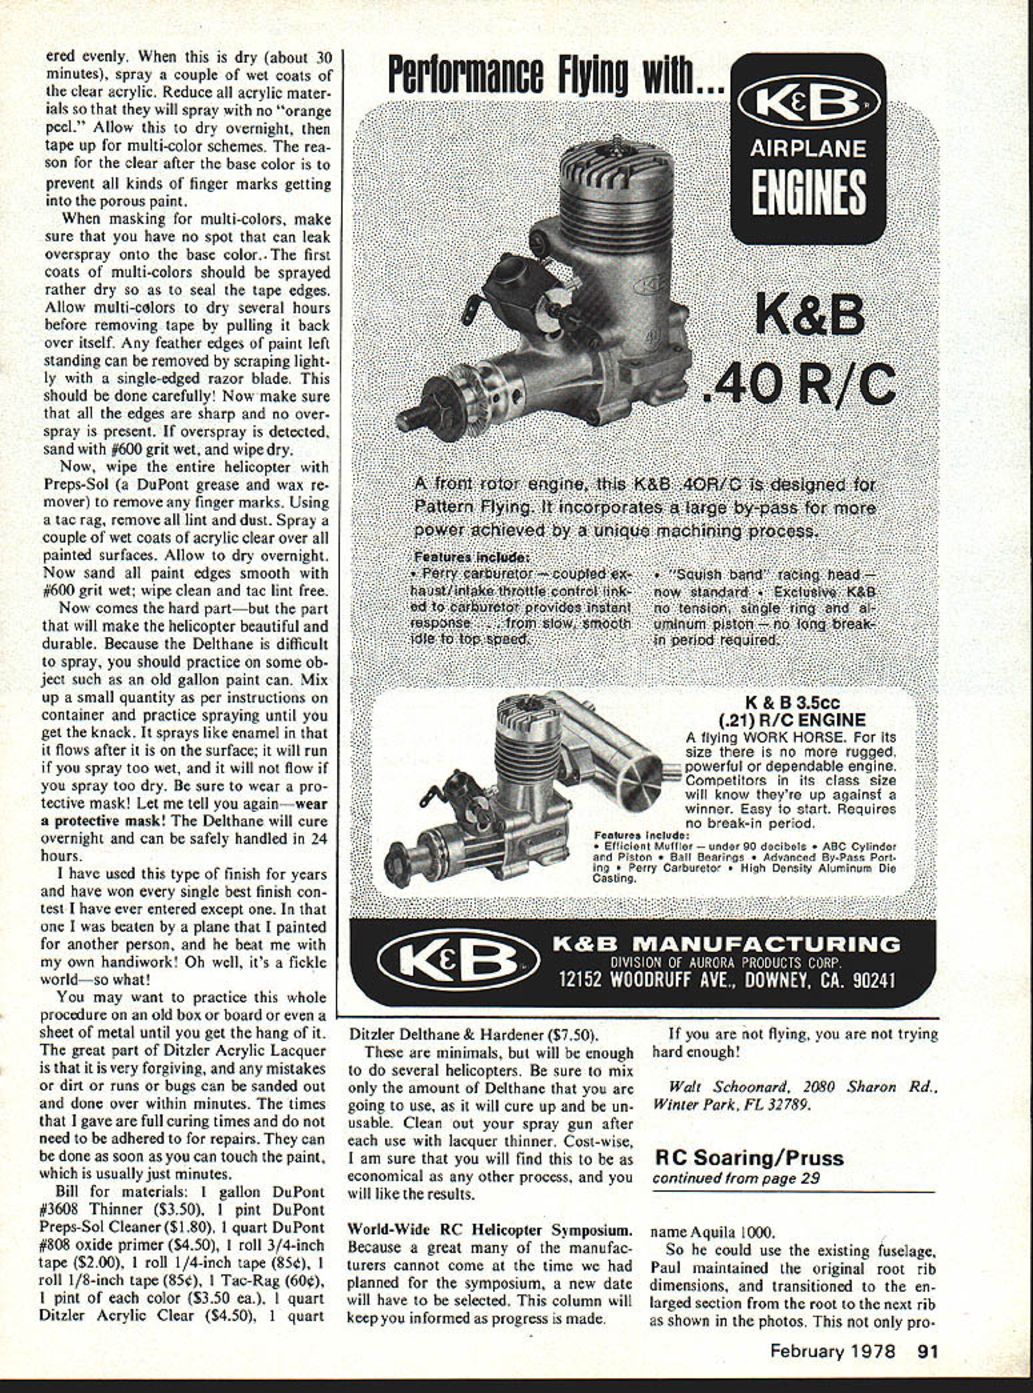 ered evenly. When this is dry (about 30
minutes), spray a couple of wet coats of
the clear acrylic. Reduce all acrylic mater-
ials so that they will spray with no "orange
peel." Allow this to dry overnight, then
tape up for multi-color schemes. The rea-
son for the clear after the base color is to
prevent all kinds of finger marks getting
into the porous paint.
When masking for multi-colors, make
sure that you have no spot that can leak
overspray onto the base color. The first
coats of multi-colors should be sprayed
rather dry so as to seal the tape edges.
Allow multi-colors to dry several hours
before removing tape by pulling it back
over itself. Any feather edges of paint left
standing can be removed by scraping light-
ly with a single-edged razor blade. This
should be done carefully! Now make sure
that all the edges are sharp and no over-
spray is present. If overspray is detected,
sand with #600 grit wet, and wipe dry.
Now, wipe the entire helicopter with
Preps-Sol (a DuPont grease and wax re-
mover) to remove any finger marks. Using
a tac rag, remove all lint and dust. Spray a
couple of wet coats of acrylic clear over all
painted surfaces. Allow to dry overnight.
Now sand all paint edges smooth with
#600 grit wet; wipe clean and tac lint free.
Now comes the hard part—but the part
that will make the helicopter beautiful and
durable. Because the Delthane is difficult
to spray, you should practice on some ob-
ject such as an old gallon paint can. Mix
up a small quantity as per instructions on
container and practice spraying until you
get the knack. It sprays like enamel in that
it flows after it is on the surface; it will run
if you spray too wet, and it will not flow if
you spray too dry. Be sure to wear a pro-
tective mask! Let me tell you again—wear
a protective mask! The Delthane will cure
overnight and can be safely handled in 24
hours.
I have used this type of finish for years
and have won every single best finish con-
test I have ever entered except one. In that
one I was beaten by a plane that I painted
for another person, and he beat me with
my own handiwork! Oh well, it's a fickle
world—so what!
You may want to practice this whole
procedure on an old box or board or even a
sheet of metal until you get the hang of it.
The great part of Ditzler Acrylic Lacquer
is that it is very forgiving, and any mistakes
or dirt or runs or bugs can be sanded out
and done over within minutes. The times
that I gave are full curing times and do not
need to be adhered to for repairs. They can
be done as soon as you can touch the paint,
which is usually just minutes.
Bill for materials: 1 gallon DuPont
#3608 Thinner ($3.50), 1 pint DuPont
Preps-Sol Cleaner ($1.80), 1 quart DuPont
#808 oxide primer ($4.50), 1 roll 3/4-inch
tape ($2.00), 1 roll 1/4-inch tape (85¢), 1
roll 1/8-inch tape (85¢), 1 Tac-Rag (60¢),
1 pint of each color ($3.50 ea.), 1 quart
Ditzler Acrylic Clear ($4.50), 1 quart
Performance Flying with...
K&B
AIRPLANE
ENGINES
K&B
.40 R/C
A front rotor engine, this K&B .40R/C is designed for
Pattern Flying. It incorporates a large by-pass for more
power achieved by a unique machining process.
Features include:
• Perry carburetor — coupled ex-
haust/intake throttle control link-
ed to carburetor provides instant
response ... from slow, smooth
idle to top speed.
• "Squish band" racing head —
now standard • Exclusive K&B
no tension, single ring and al-
uminum piston — no long break-
in period required.
K & B 3.5cc
(.21) R/C ENGINE
A flying WORK HORSE. For its
size there is no more rugged,
powerful or dependable engine.
Competitors in its class size
will know they're up against a
winner. Easy to start. Requires
no break-in period.
Features include:
• Efficient Muffler — under 90 decibels • ABC Cylinder
and Piston • Ball Bearings • Advanced By-Pass Port-
ing • Perry Carburetor • High Density Aluminum Die
Casting.
K&B
K&B MANUFACTURING
DIVISION OF AURORA PRODUCTS CORP.
12152 WOODRUFF AVE., DOWNEY, CA. 90241
Ditzler Delthane & Hardener ($7.50).
These are minimals, but will be enough
to do several helicopters. Be sure to mix
only the amount of Delthane that you are
going to use, as it will cure up and be un-
usable. Clean out your spray gun after
each use with lacquer thinner. Cost-wise,
I am sure that you will find this to be as
economical as any other process, and you
will like the results.
World-Wide RC Helicopter Symposium.
Because a great many of the manufac-
turers cannot come at the time we had
planned for the symposium, a new date
will have to be selected. This column will
keep you informed as progress is made.
If you are not flying, you are not trying
hard enough!
Walt Schoonard, 2080 Sharon Rd.,
Winter Park, FL 32789.
RC Soaring/Pruss
continued from page 29
name Aquila 1000.
So he could use the existing fuselage,
Paul maintained the original root rib
dimensions, and transitioned to the en-
larged section from the root to the next rib
as shown in the photos. This not only pro-
February 1978 91